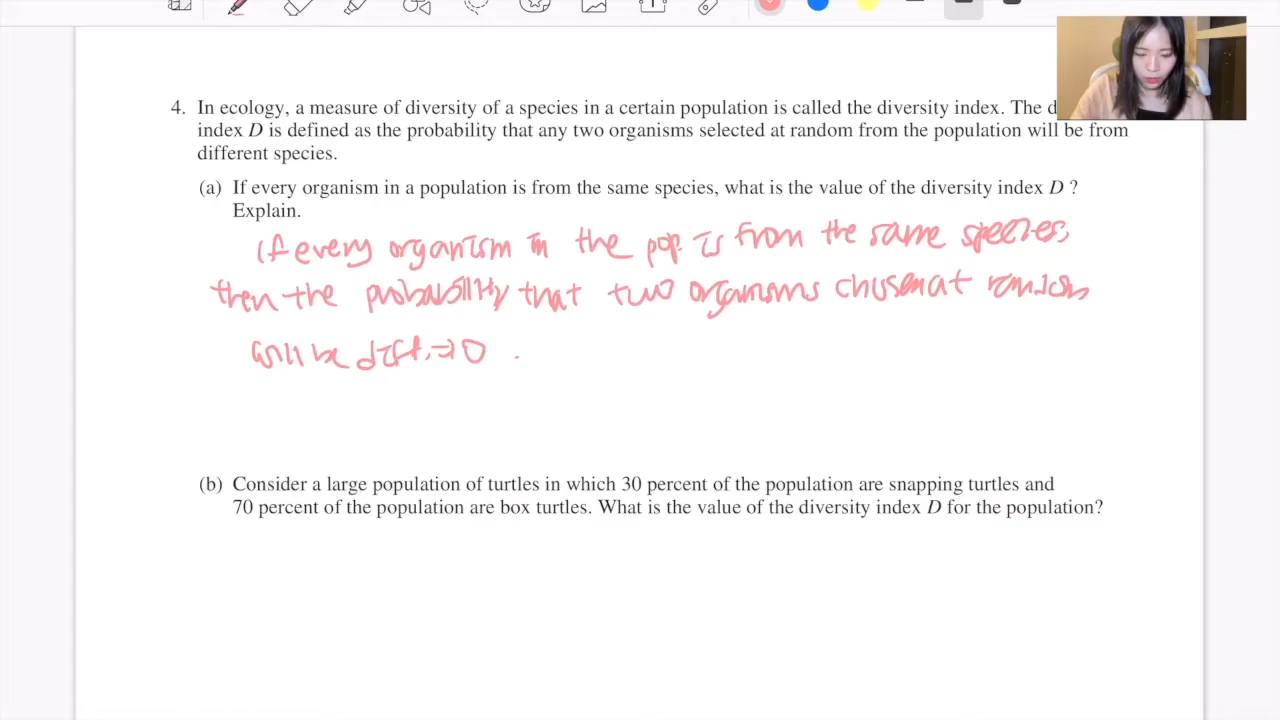 4. In ecology, a measure of diversity of a species in a certain population is called the diversity index. The d
index D is defined as the probability that any two organisms selected at random from the population will be from
different species.
(a) If every organism in a population is from the same species, what is the value of the diversity index D ?
Explain.
If every organism in the pop. is from the same species,
then the probability that two organisms chosen at random
will be diff. → 0 .
(b) Consider a large population of turtles in which 30 percent of the population are snapping turtles and
70 percent of the population are box turtles. What is the value of the diversity index D for the population?